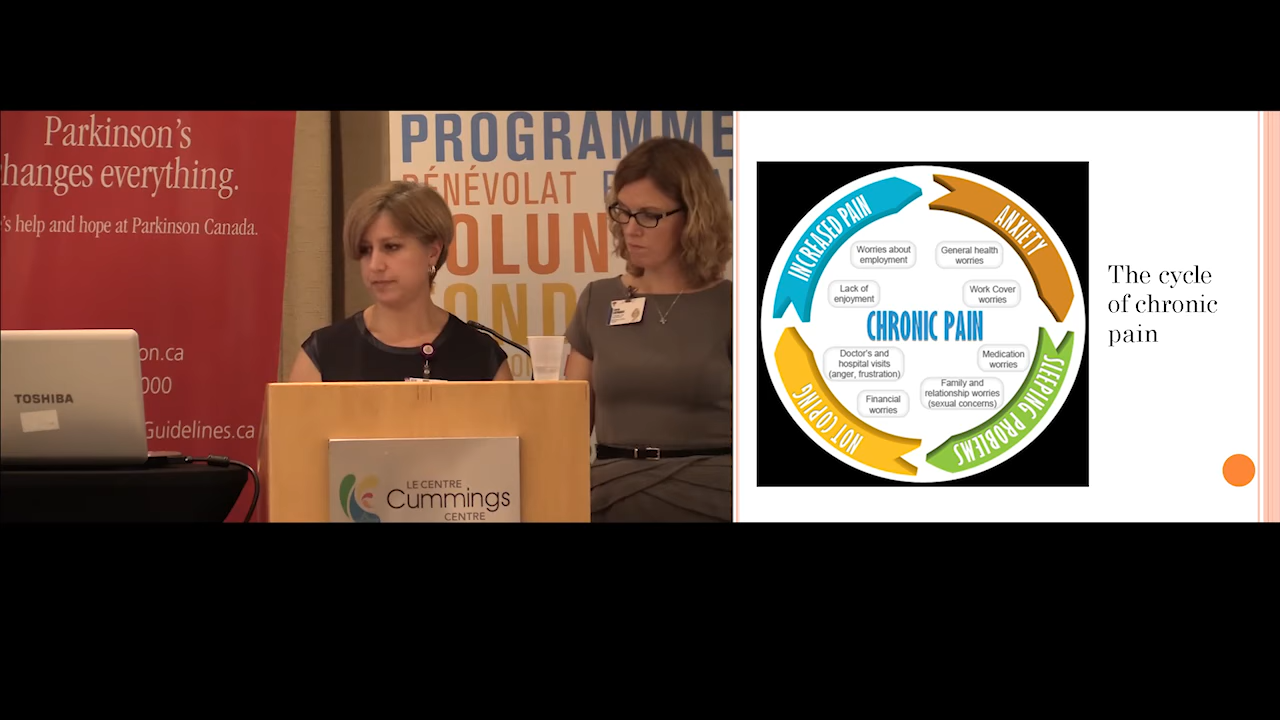 Parkinson's
changes everything.
's help and hope at Parkinson Canada.
on.ca
000
Guidelines.ca
TOSHIBA
PROGRAMME
BÉNÉVOLAT
VOLUN
FOND
LE CENTRE
Cummings
CENTRE
INCREASED PAIN
ANXIETY
SLEEPING PROBLEMS
NOT COPING
Worries about
employment
General health
worries
Lack of
enjoyment
Work Cover
worries
CHRONIC PAIN
Doctor's and
hospital visits
(anger, frustration)
Medication
worries
Family and
relationship worries
(sexual concerns)
Financial
worries
The cycle
of chronic
pain